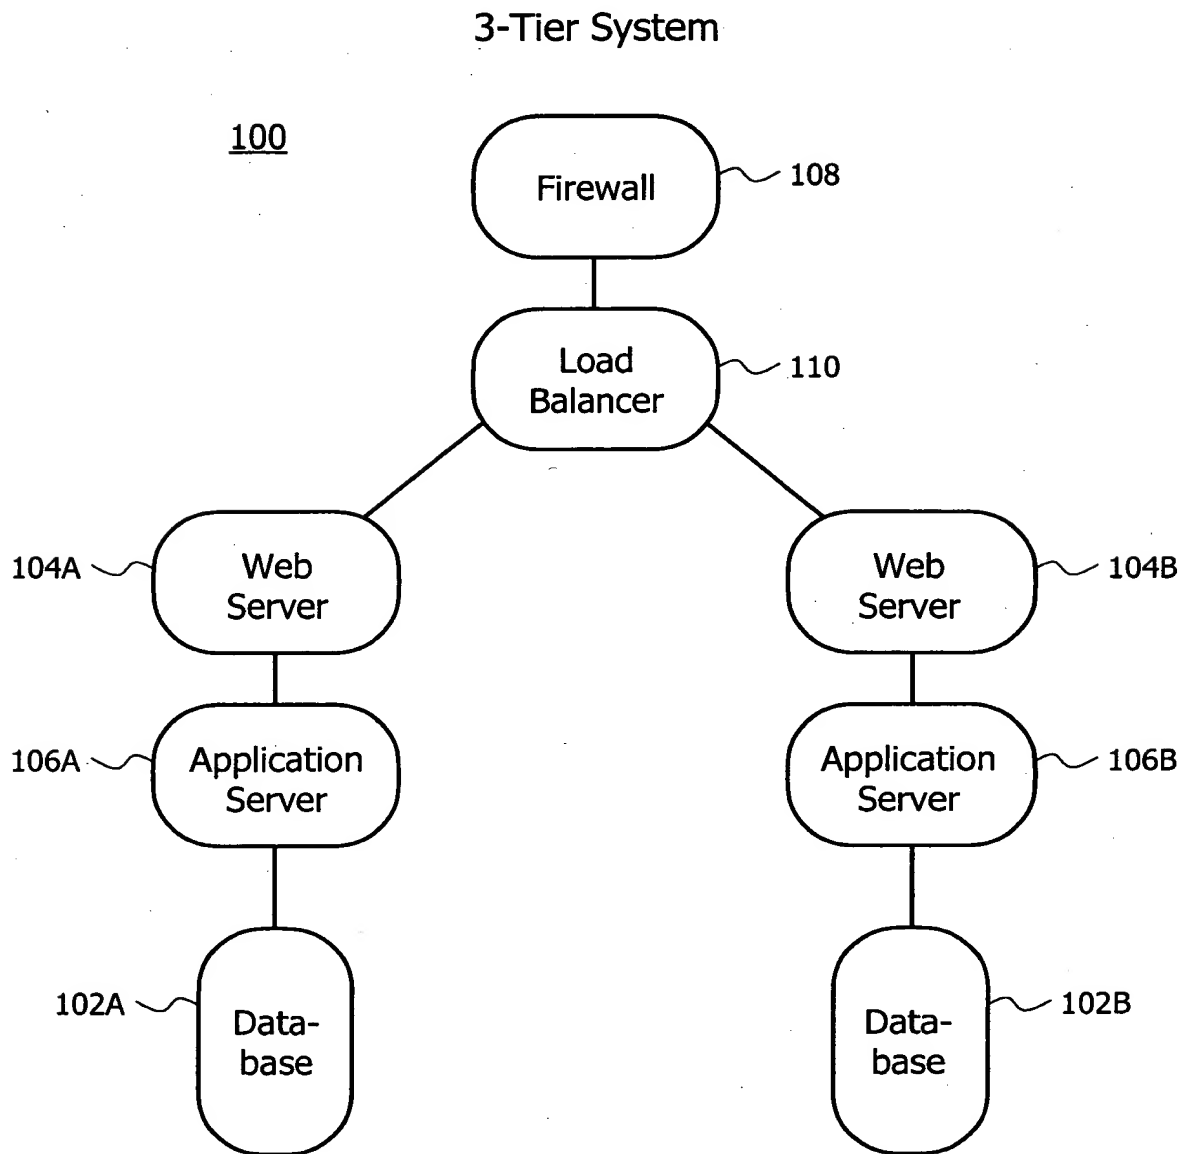 3-Tier System
100
Firewall
108
Load
Balancer
110
104A
Web
Server
Web
Server
104B
106A
Application
Server
Application
Server
106B
102A
Data-
base
Data-
base
102B